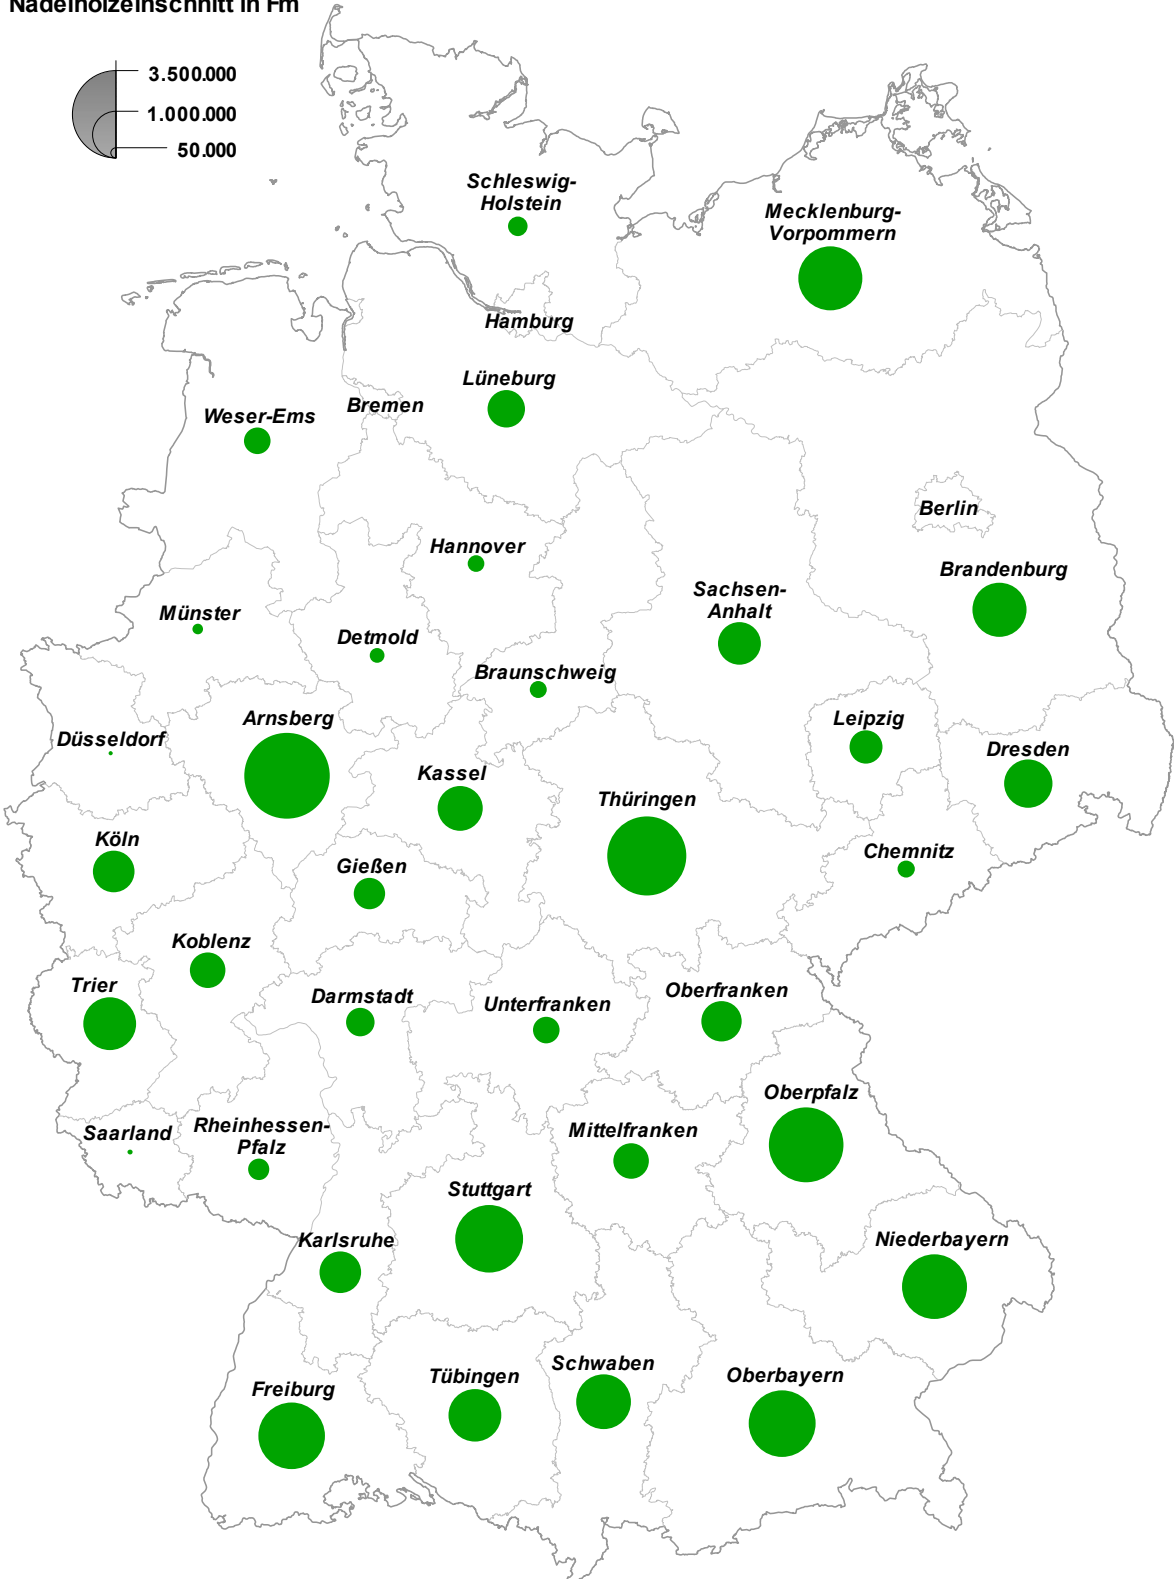 Nadelholzeinschnitt in Fm
3.500.000
1.000.000
50.000
Schleswig-
Holstein
Mecklenburg-
Vorpommern
Hamburg
Lüneburg
Bremen
Weser-Ems
Berlin
Hannover
Brandenburg
Sachsen-
Anhalt
Münster
Detmold
Braunschweig
Arnsberg
Leipzig
Düsseldorf
Dresden
Kassel
Thüringen
Köln
Chemnitz
Gießen
Koblenz
Trier
Darmstadt
Unterfranken
Oberfranken
Oberpfalz
Saarland
Rheinhessen-
Pfalz
Mittelfranken
Stuttgart
Karlsruhe
Niederbayern
Schwaben
Tübingen
Oberbayern
Freiburg